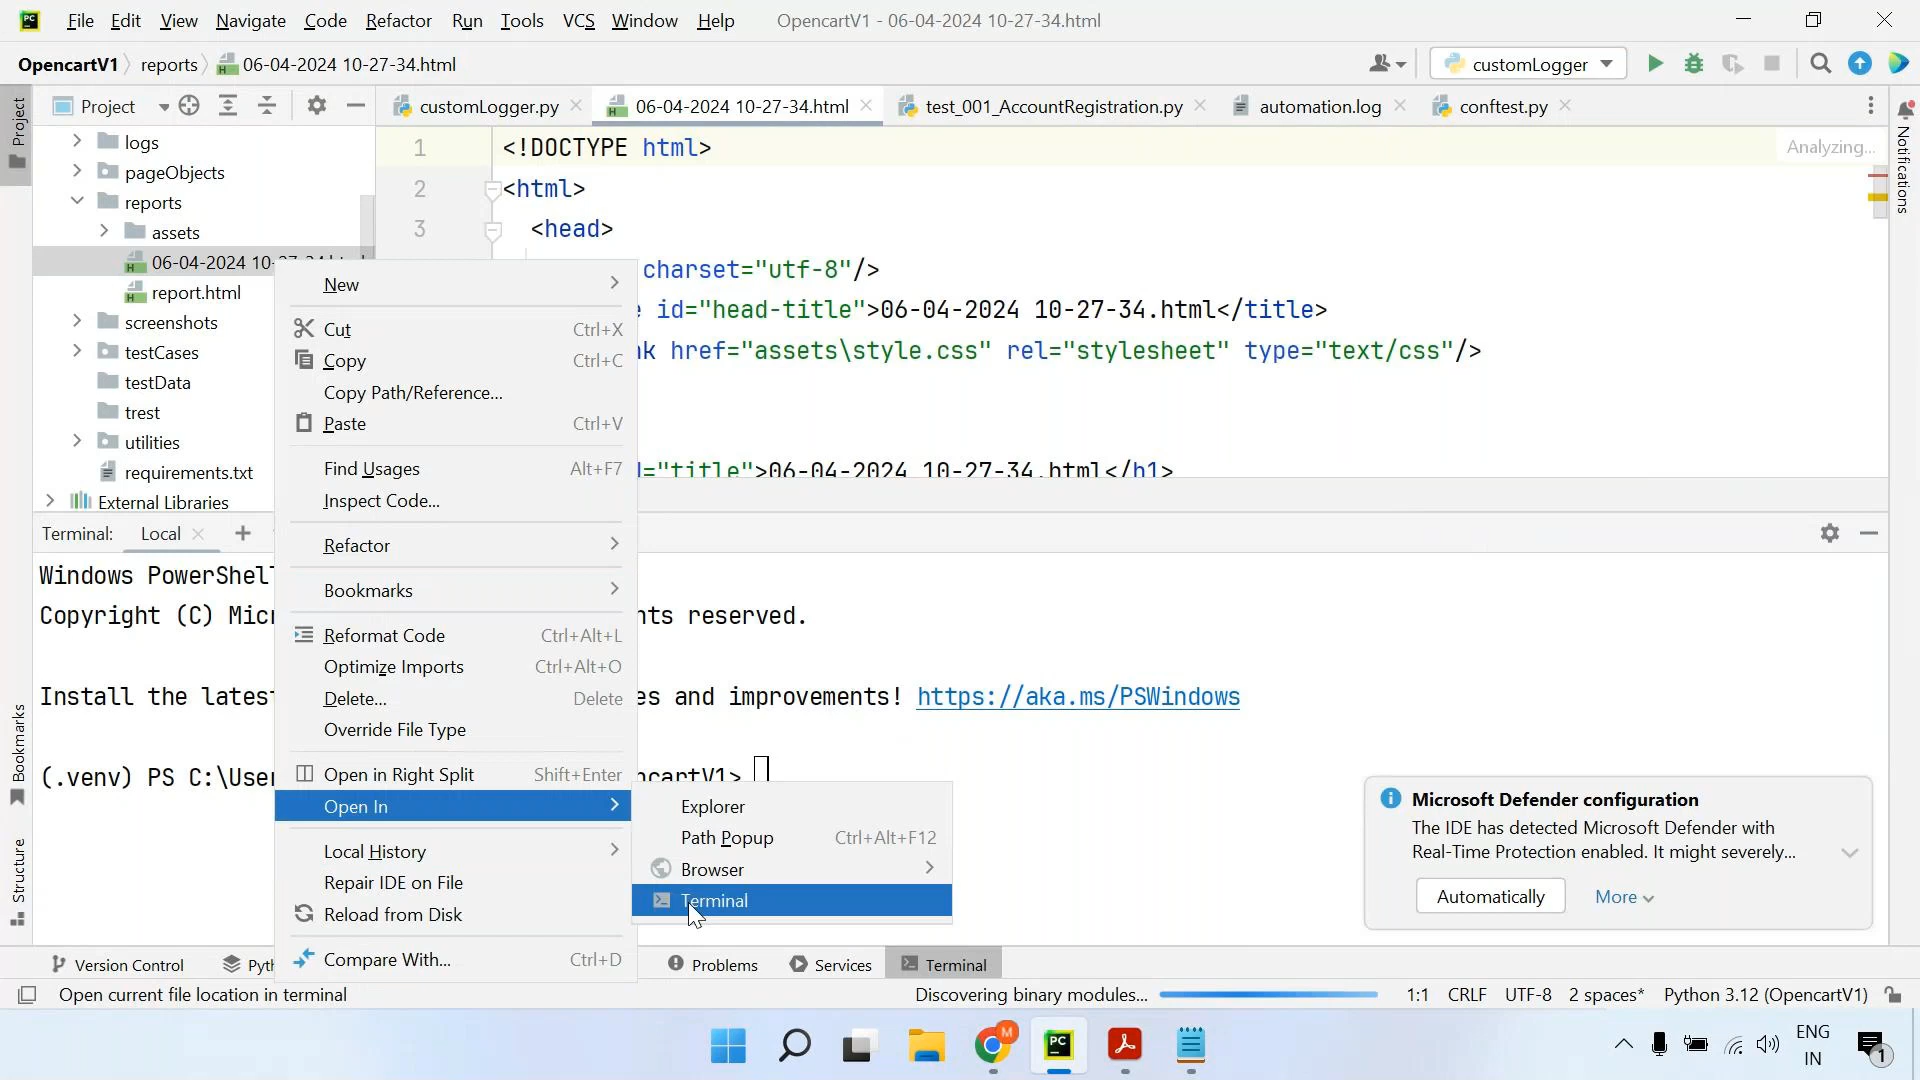 PC File Edit View Navigate Code Refactor Run Tools VCS Window Help OpencartV1 - 06-04-2024 10-27-34.html
OpencartV1 reports 06-04-2024 10-27-34.html customLogger
Project
Project
customLogger.py 06-04-2024 10-27-34.html test_001_AccountRegistration.py automation.log conftest.py
Notifications
logs
pageObjects
reports
assets
06-04-2024 10-27-34.html
report.html
screenshots
testCases
testData
trest
utilities
requirements.txt
External Libraries
1 <!DOCTYPE html>
Analyzing...
2 <html>
3 <head>
charset="utf-8"/>
id="head-title">06-04-2024 10-27-34.html</title>
nk href="assets\style.css" rel="stylesheet" type="text/css"/>
="title">06-04-2024 10-27-34.html</h1>
New
Cut Ctrl+X
Copy Ctrl+C
Copy Path/Reference...
Paste Ctrl+V
Find Usages Alt+F7
Inspect Code...
Refactor
Bookmarks
Reformat Code Ctrl+Alt+L
Optimize Imports Ctrl+Alt+O
Delete... Delete
Override File Type
Open in Right Split Shift+Enter
Open In
Local History
Repair IDE on File
Reload from Disk
Compare With... Ctrl+D
Explorer
Path Popup Ctrl+Alt+F12
Browser
Terminal
Terminal: Local
Windows PowerShell
Copyright (C) Micr nts reserved.
Install the latest es and improvements! https://aka.ms/PSWindows
(.venv) PS C:\User ncartV1>
Bookmarks
Structure
Microsoft Defender configuration
The IDE has detected Microsoft Defender with
Real-Time Protection enabled. It might severely...
Automatically More
Version Control Pyth Problems Services Terminal
Open current file location in terminal Discovering binary modules... 1:1 CRLF UTF-8 2 spaces* Python 3.12 (OpencartV1)
M
PC
ENG
IN
1